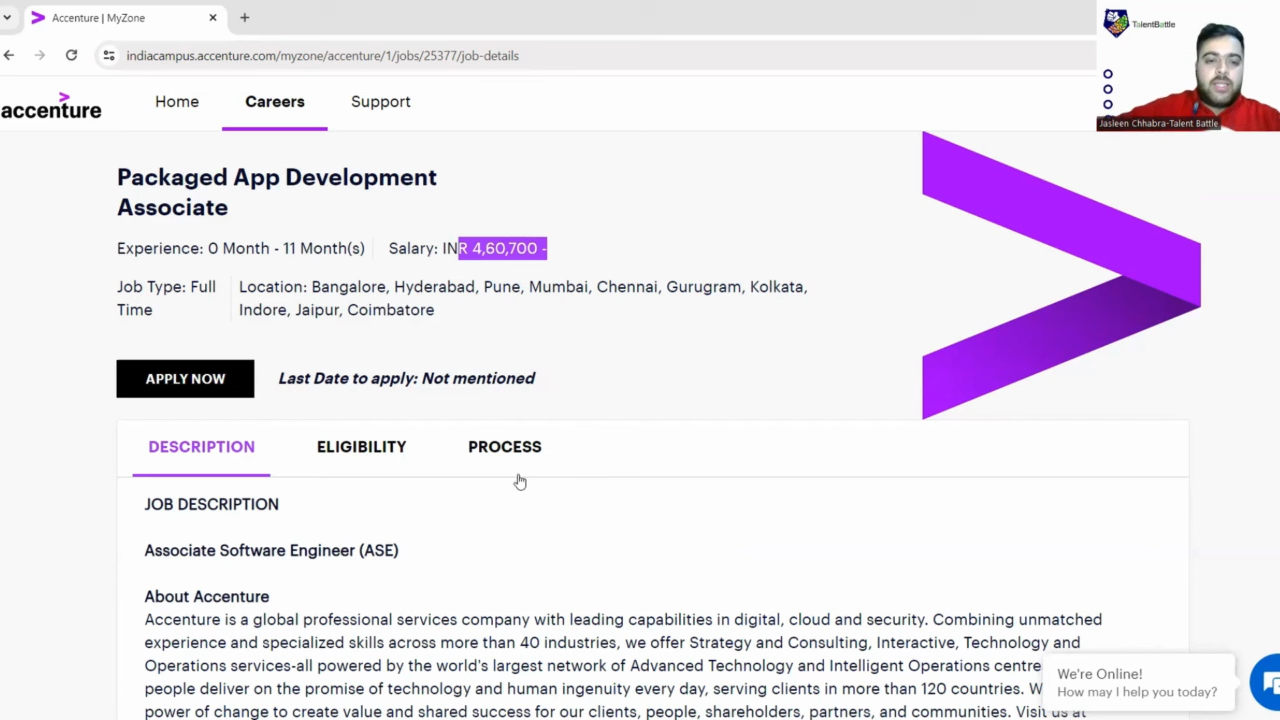 Accenture | MyZone
indiacampus.accenture.com/myzone/accenture/1/jobs/25377/job-details
TalentBattle
Jasleen Chhabra-Talent Battle
accenture
Home
Careers
Support
Packaged App Development
Associate
Experience: 0 Month - 11 Month(s)
Salary: INR 4,60,700 -
Job Type: Full
Time
Location: Bangalore, Hyderabad, Pune, Mumbai, Chennai, Gurugram, Kolkata,
Indore, Jaipur, Coimbatore
APPLY NOW
Last Date to apply: Not mentioned
DESCRIPTION
ELIGIBILITY
PROCESS
JOB DESCRIPTION
Associate Software Engineer (ASE)
About Accenture
Accenture is a global professional services company with leading capabilities in digital, cloud and security. Combining unmatched
experience and specialized skills across more than 40 industries, we offer Strategy and Consulting, Interactive, Technology and
Operations services-all powered by the world's largest network of Advanced Technology and Intelligent Operations centre
people deliver on the promise of technology and human ingenuity every day, serving clients in more than 120 countries. W
power of change to create value and shared success for our clients, people, shareholders, partners, and communities. Visit us at
We're Online!
How may I help you today?